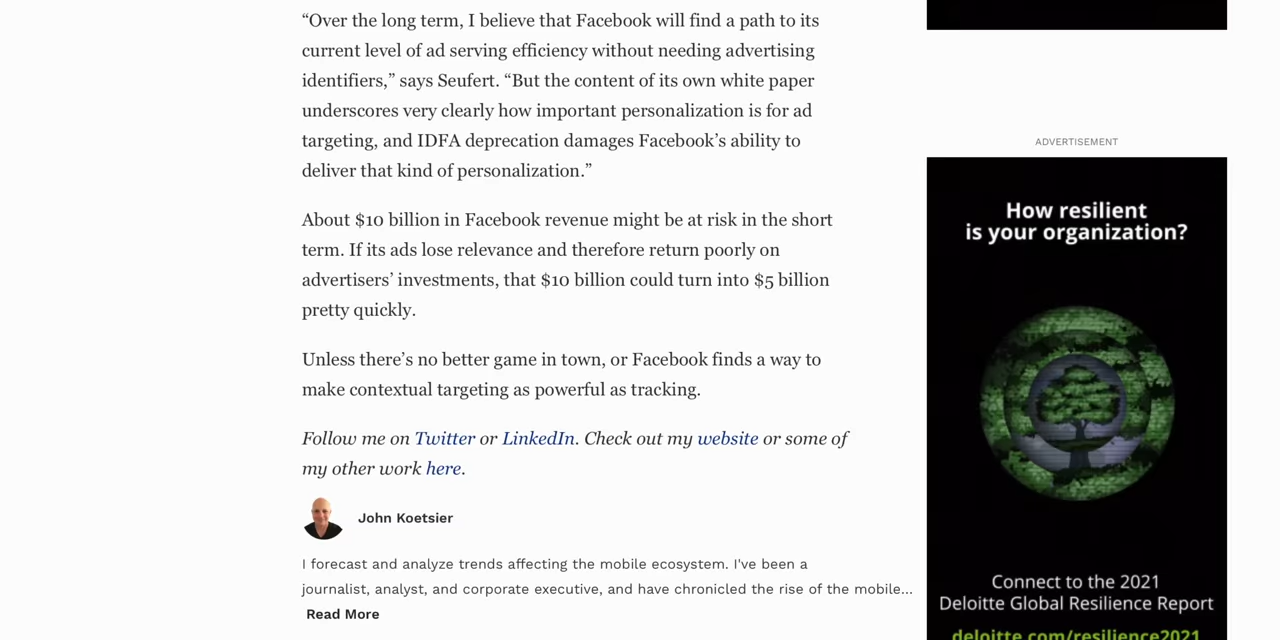 “Over the long term, I believe that Facebook will find a path to its
current level of ad serving efficiency without needing advertising
identifiers,” says Seufert. “But the content of its own white paper
underscores very clearly how important personalization is for ad
targeting, and IDFA deprecation damages Facebook’s ability to
deliver that kind of personalization.”
About $10 billion in Facebook revenue might be at risk in the short
term. If its ads lose relevance and therefore return poorly on
advertisers’ investments, that $10 billion could turn into $5 billion
pretty quickly.
Unless there’s no better game in town, or Facebook finds a way to
make contextual targeting as powerful as tracking.
Follow me on Twitter or LinkedIn. Check out my website or some of
my other work here.
John Koetsier
I forecast and analyze trends affecting the mobile ecosystem. I've been a
journalist, analyst, and corporate executive, and have chronicled the rise of the mobile...
Read More
ADVERTISEMENT
How resilient
is your organization?
Connect to the 2021
Deloitte Global Resilience Report
deloitte.com/resilience2021